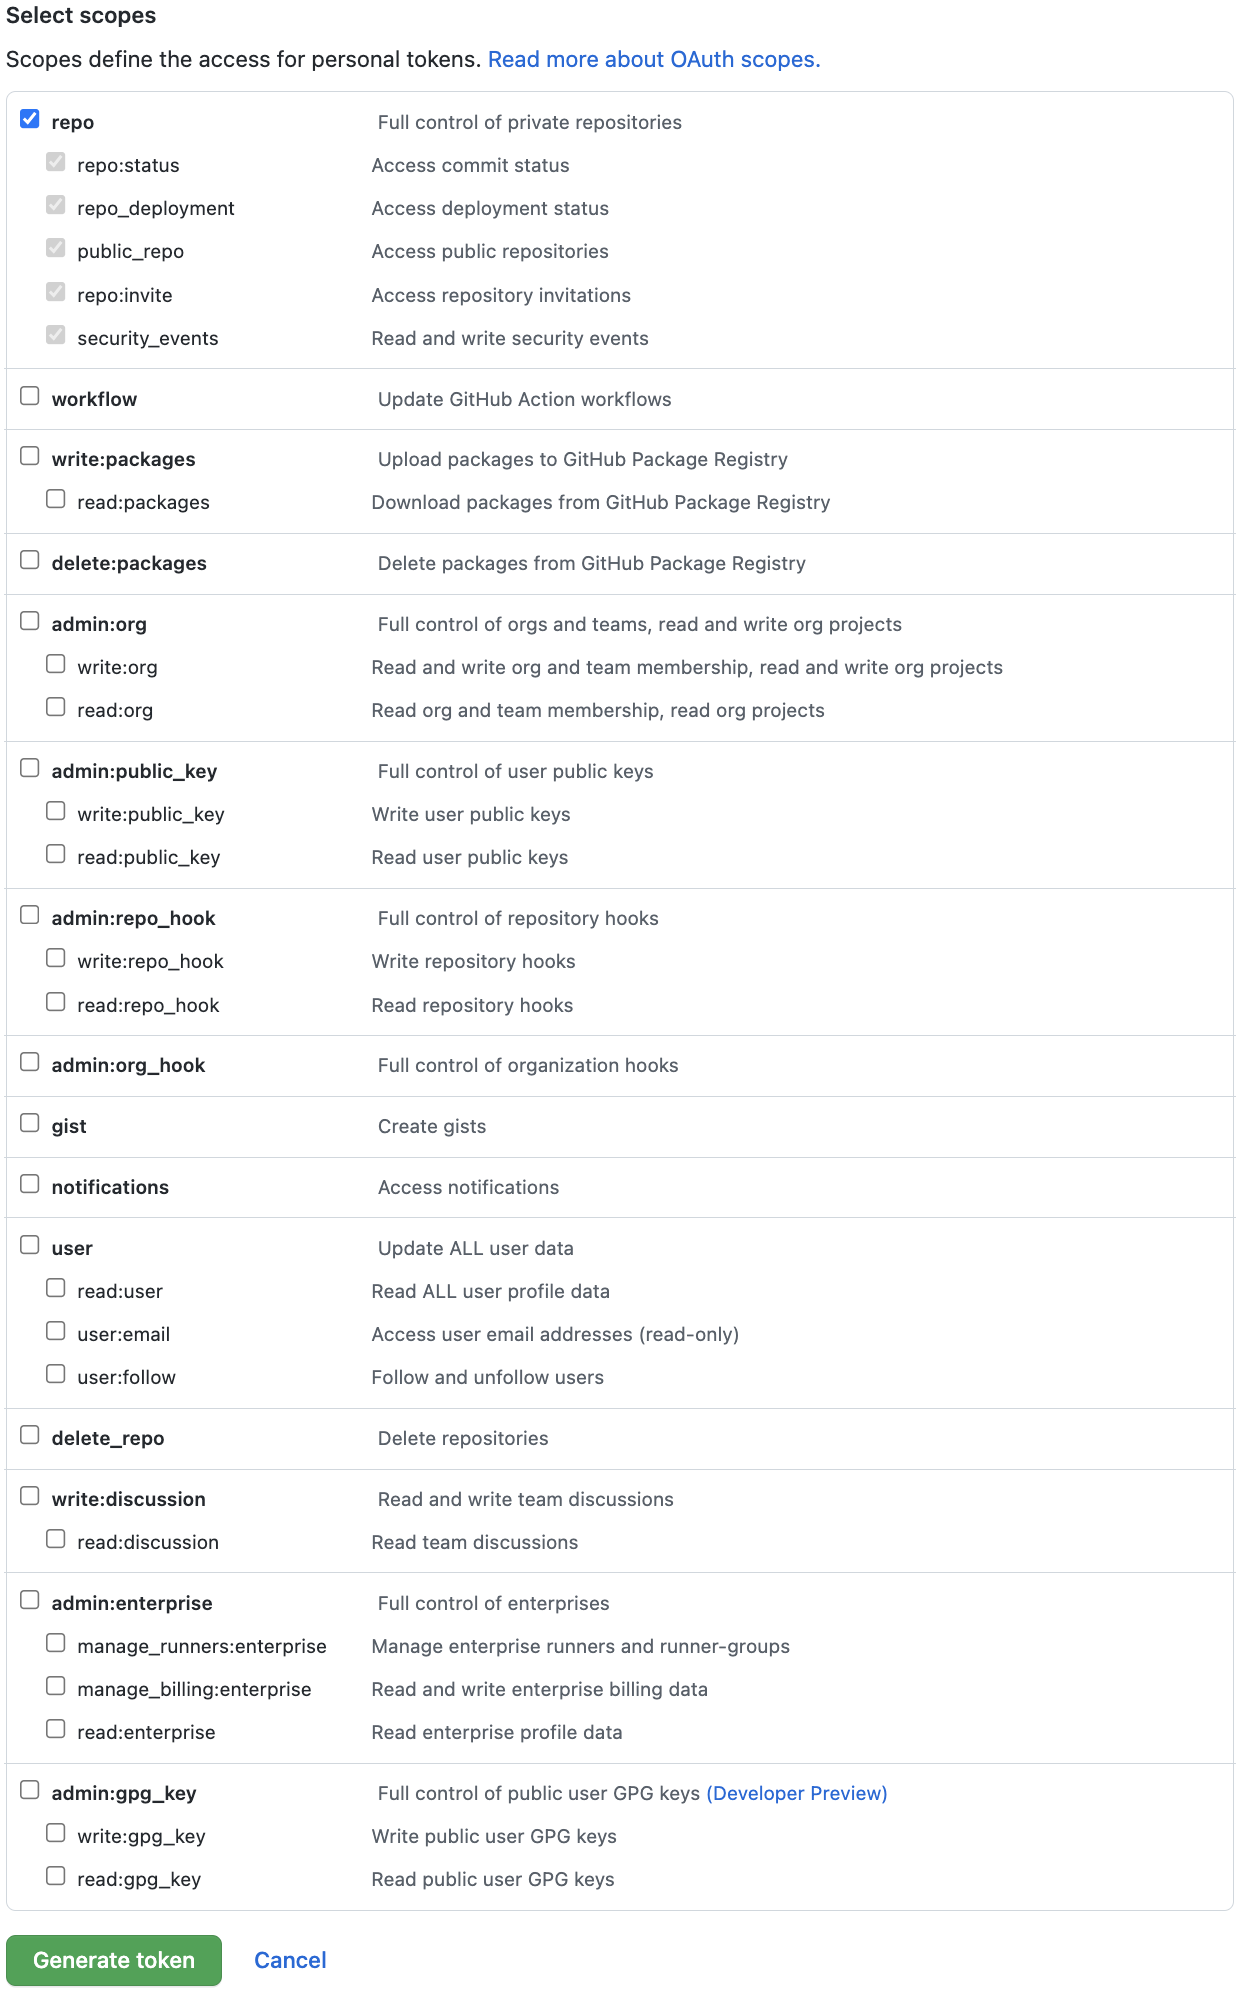 Select scopes
Scopes define the access for personal tokens. Read more about OAuth scopes.
repo Full control of private repositories
repo:status Access commit status
repo_deployment Access deployment status
public_repo Access public repositories
repo:invite Access repository invitations
security_events Read and write security events
workflow Update GitHub Action workflows
write:packages Upload packages to GitHub Package Registry
read:packages Download packages from GitHub Package Registry
delete:packages Delete packages from GitHub Package Registry
admin:org Full control of orgs and teams, read and write org projects
write:org Read and write org and team membership, read and write org projects
read:org Read org and team membership, read org projects
admin:public_key Full control of user public keys
write:public_key Write user public keys
read:public_key Read user public keys
admin:repo_hook Full control of repository hooks
write:repo_hook Write repository hooks
read:repo_hook Read repository hooks
admin:org_hook Full control of organization hooks
gist Create gists
notifications Access notifications
user Update ALL user data
read:user Read ALL user profile data
user:email Access user email addresses (read-only)
user:follow Follow and unfollow users
delete_repo Delete repositories
write:discussion Read and write team discussions
read:discussion Read team discussions
admin:enterprise Full control of enterprises
manage_runners:enterprise Manage enterprise runners and runner-groups
manage_billing:enterprise Read and write enterprise billing data
read:enterprise Read enterprise profile data
admin:gpg_key Full control of public user GPG keys (Developer Preview)
write:gpg_key Write public user GPG keys
read:gpg_key Read public user GPG keys
Generate token Cancel